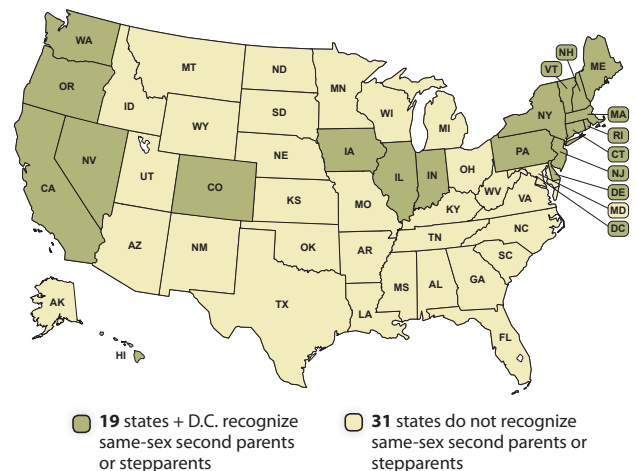 WA
OR
CA
NV
ID
MT
WY
UT
CO
AZ
NM
ND
SD
NE
KS
OK
TX
MN
IA
MO
AR
LA
WI
IL
MI
IN
OH
KY
TN
MS
AL
GA
FL
SC
NC
VA
WV
PA
NY
VT
NH
ME
MA
RI
CT
NJ
DE
MD
DC
AK
HI
19 states + D.C. recognize
same-sex second parents
or stepparents
31 states do not recognize
same-sex second parents or
stepparents